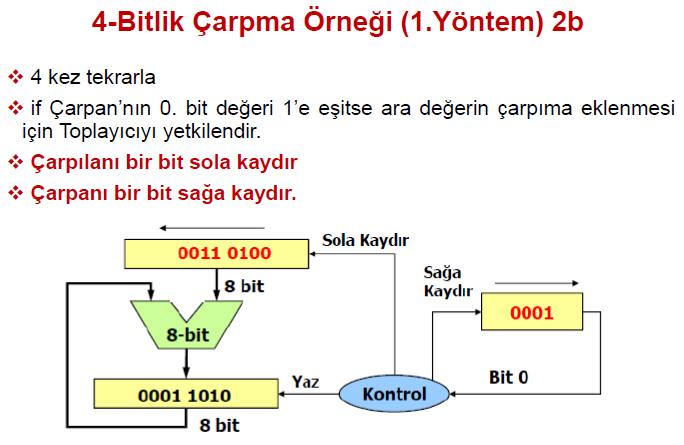 4-Bitlik Çarpma Örneği (1.Yöntem) 2b
❖ 4 kez tekrarla
❖ if Çarpan’nın 0. bit değeri 1’e eşitse ara değerin çarpıma eklenmesi
için Toplayıcıyı yetkilendir.
❖ Çarpılanı bir bit sola kaydır
❖ Çarpanı bir bit sağa kaydır.
0011 0100
Sola Kaydır
8 bit
Sağa
Kaydır
0001
8-bit
0001 1010
Yaz
Kontrol
Bit 0
8 bit